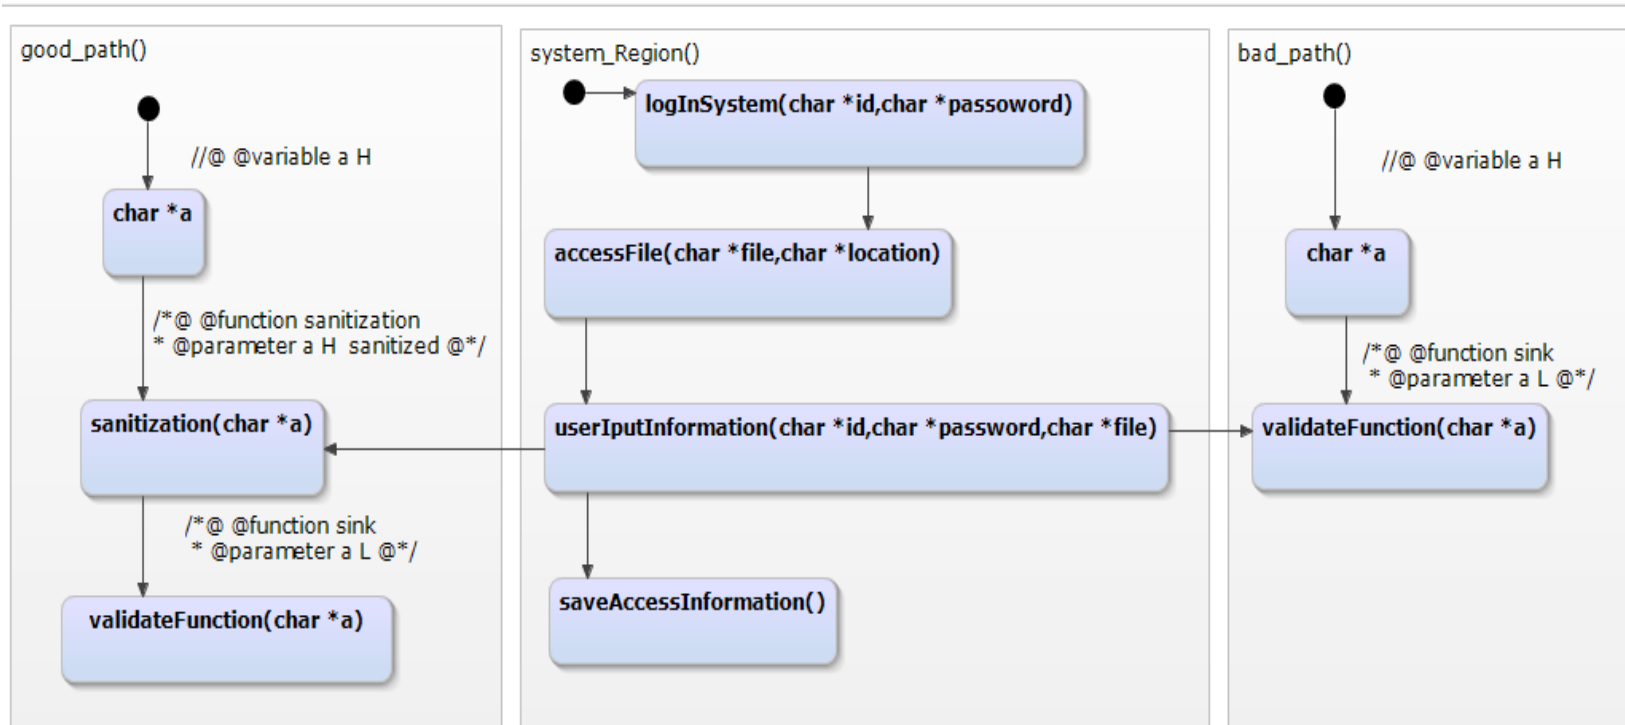 good_path()
//@ @variable a H
char *a
/*@ @function sanitization
* @parameter a H  sanitized @*/
sanitization(char *a)
/*@ @function sink
* @parameter a L @*/
validateFunction(char *a)
system_Region()
logInSystem(char *id,char *passoword)
accessFile(char *file,char *location)
userIputInformation(char *id,char *password,char *file)
saveAccessInformation()
bad_path()
//@ @variable a H
char *a
/*@ @function sink
* @parameter a L @*/
validateFunction(char *a)